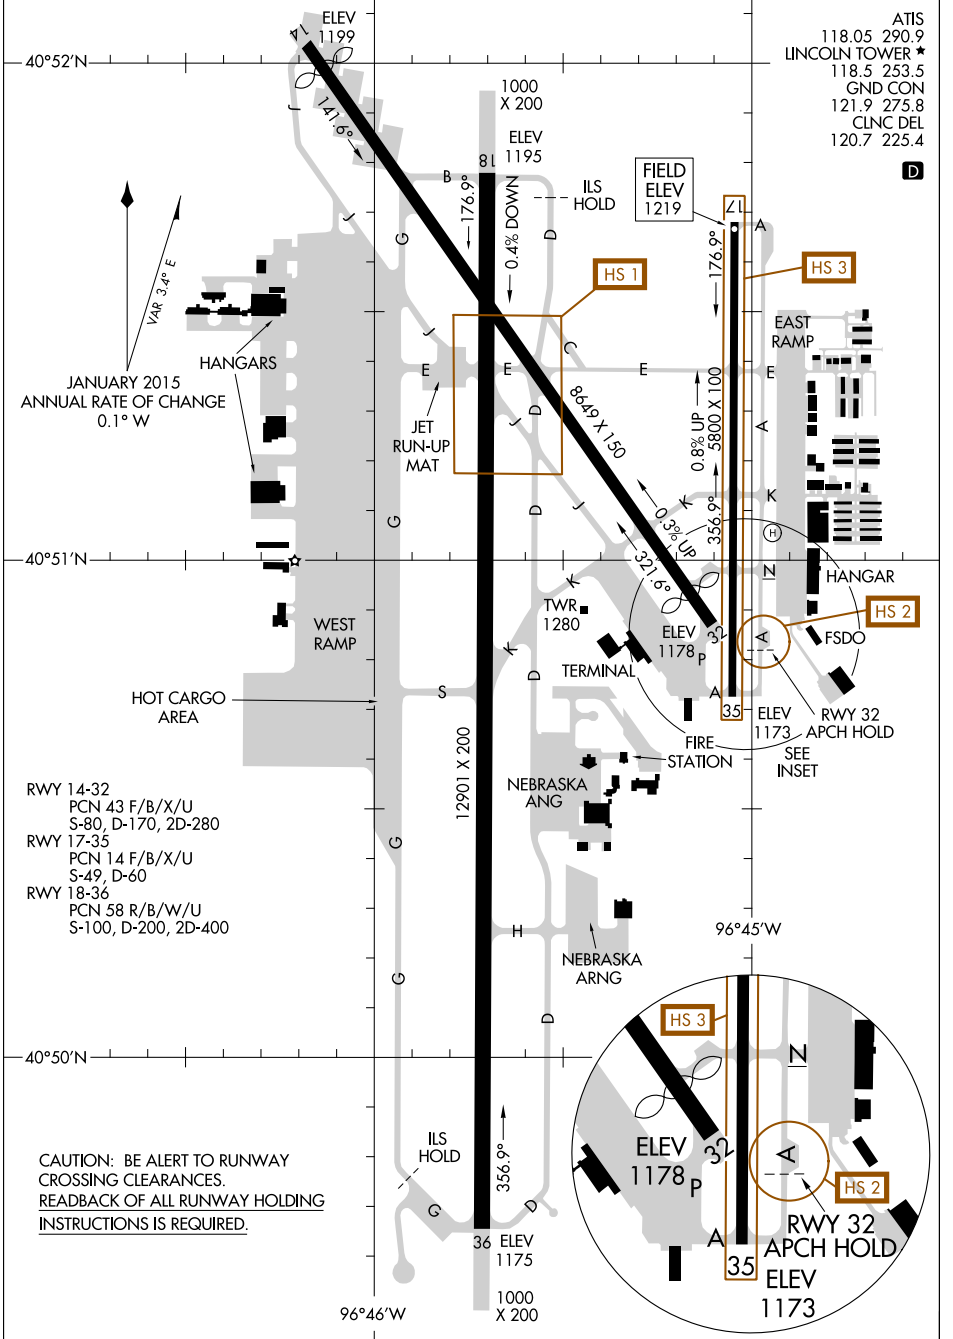 ATIS
118.05 290.9
LINCOLN TOWER ★
118.5 253.5
GND CON
121.9 275.8
CLNC DEL
120.7 225.4
D
ELEV
1199
14
40°52'N
1000
X 200
141.6°
J
ELEV
1195
18
B
176.9°
0.4% DOWN
ILS
HOLD
D
FIELD
ELEV
1219
17
A
176.9°
HS 1
HS 3
VAR 3.4° E
J
G
J
C
EAST
RAMP
HANGARS
JANUARY 2015
ANNUAL RATE OF CHANGE
0.1° W
E
E
E
E
JET
RUN-UP
MAT
D
J
8649 X 150
0.8% UP
5800 X 100
A
G
D
J
K
K
356.9°
0.3% UP
321.6°
H
40°51'N
N
HANGAR
K
TWR
1280
WEST
RAMP
ELEV
1178
P
32
A
HS 2
FSDO
K
D
TERMINAL
HOT CARGO
AREA
S
A
35
ELEV
1173
RWY 32
APCH HOLD
SEE
INSET
FIRE
STATION
12901 X 200
NEBRASKA
ANG
RWY 14-32
PCN 43 F/B/X/U
S-80, D-170, 2D-280
RWY 17-35
PCN 14 F/B/X/U
S-49, D-60
RWY 18-36
PCN 58 R/B/W/U
S-100, D-200, 2D-400
G
H
96°45'W
NEBRASKA
ARNG
G
D
HS 3
40°50'N
N
ILS
HOLD
356.9°
ELEV
1178
P
32
A
HS 2
CAUTION: BE ALERT TO RUNWAY
CROSSING CLEARANCES.
READBACK OF ALL RUNWAY HOLDING
INSTRUCTIONS IS REQUIRED.
G
D
36
ELEV
1175
A
35
RWY 32
APCH HOLD
ELEV
1173
1000
X 200
96°46'W